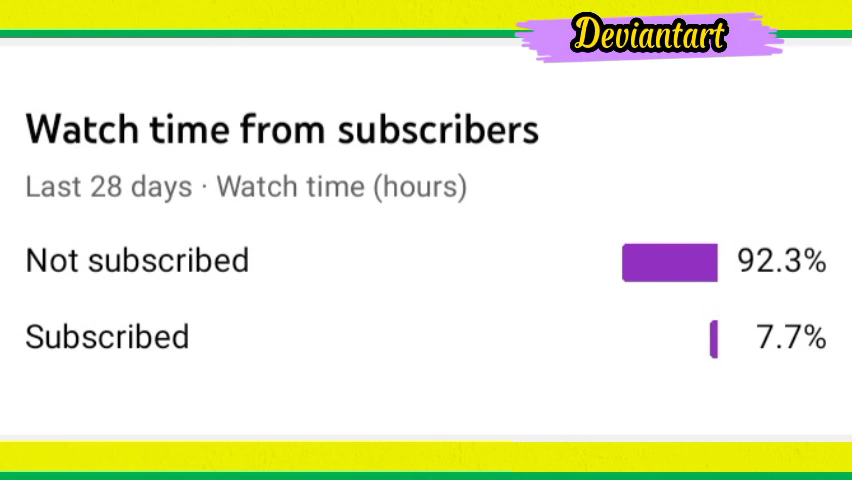 Deviantart
Watch time from subscribers
Last 28 days · Watch time (hours)
Not subscribed 92.3%
Subscribed 7.7%